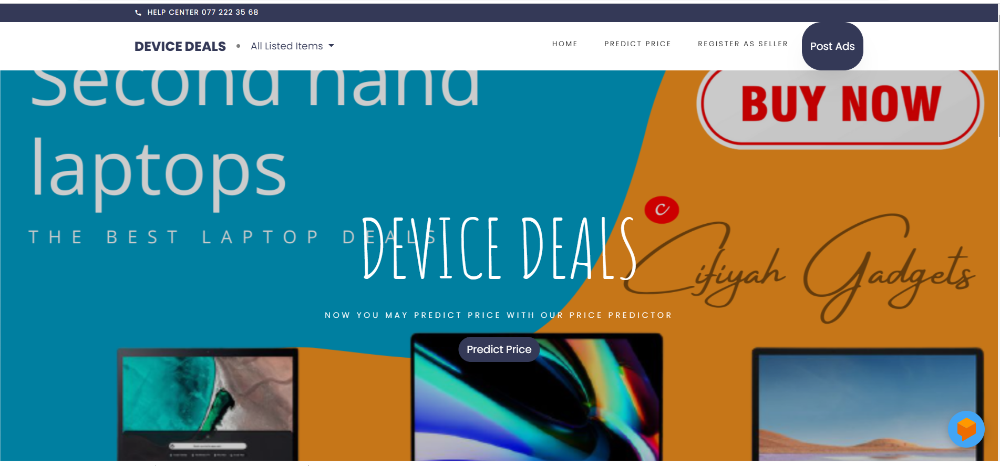 HELP CENTER 077 222 35 68
DEVICE DEALS • All Listed Items
HOME PREDICT PRICE REGISTER AS SELLER Post Ads
Second hand
laptops
BUY NOW
THE BEST LAPTOP DEALS
c
Cifiyah Gadgets
DEVICE DEALS
NOW YOU MAY PREDICT PRICE WITH OUR PRICE PREDICTOR
Predict Price